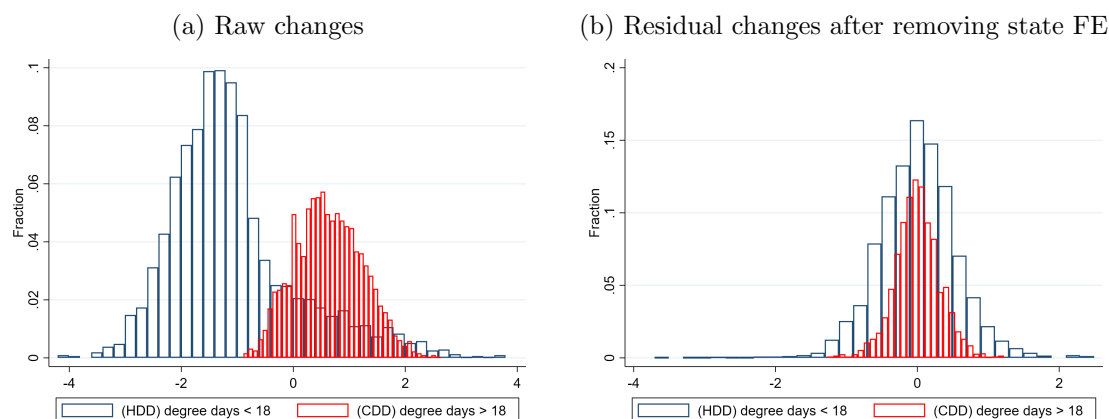 (a) Raw changes
(b) Residual changes after removing state FE
Fraction
.1
.08
.06
.04
.02
0
-4
-2
0
2
4
(HDD) degree days < 18
(CDD) degree days > 18
Fraction
.2
.15
.1
.05
0
-4
-2
0
2
(HDD) degree days < 18
(CDD) degree days > 18